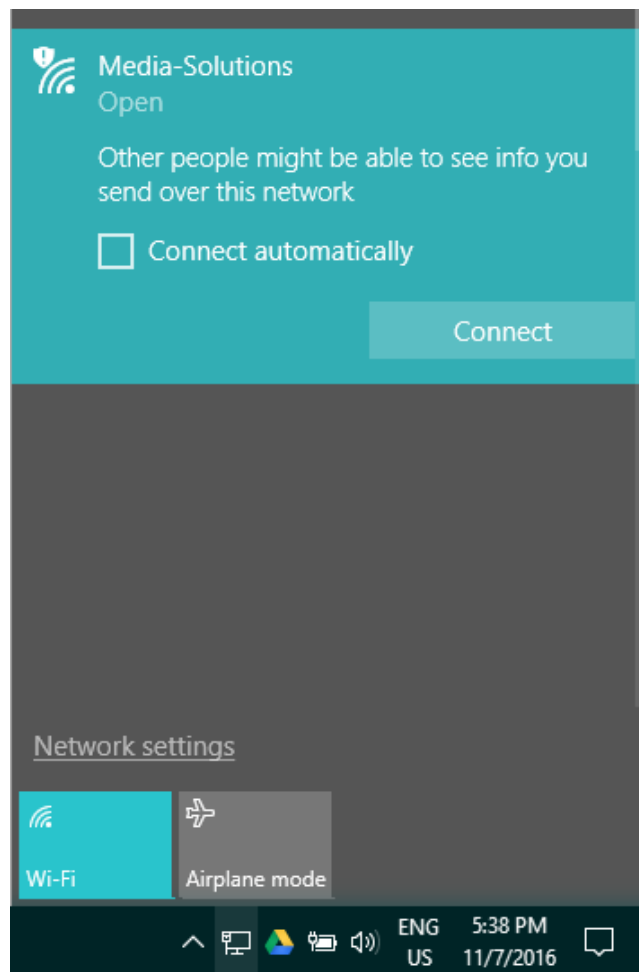 Media-Solutions
Open
Other people might be able to see info you
send over this network
Connect automatically
Connect
Network settings
Wi-Fi
Airplane mode
ENG
US
5:38 PM
11/7/2016